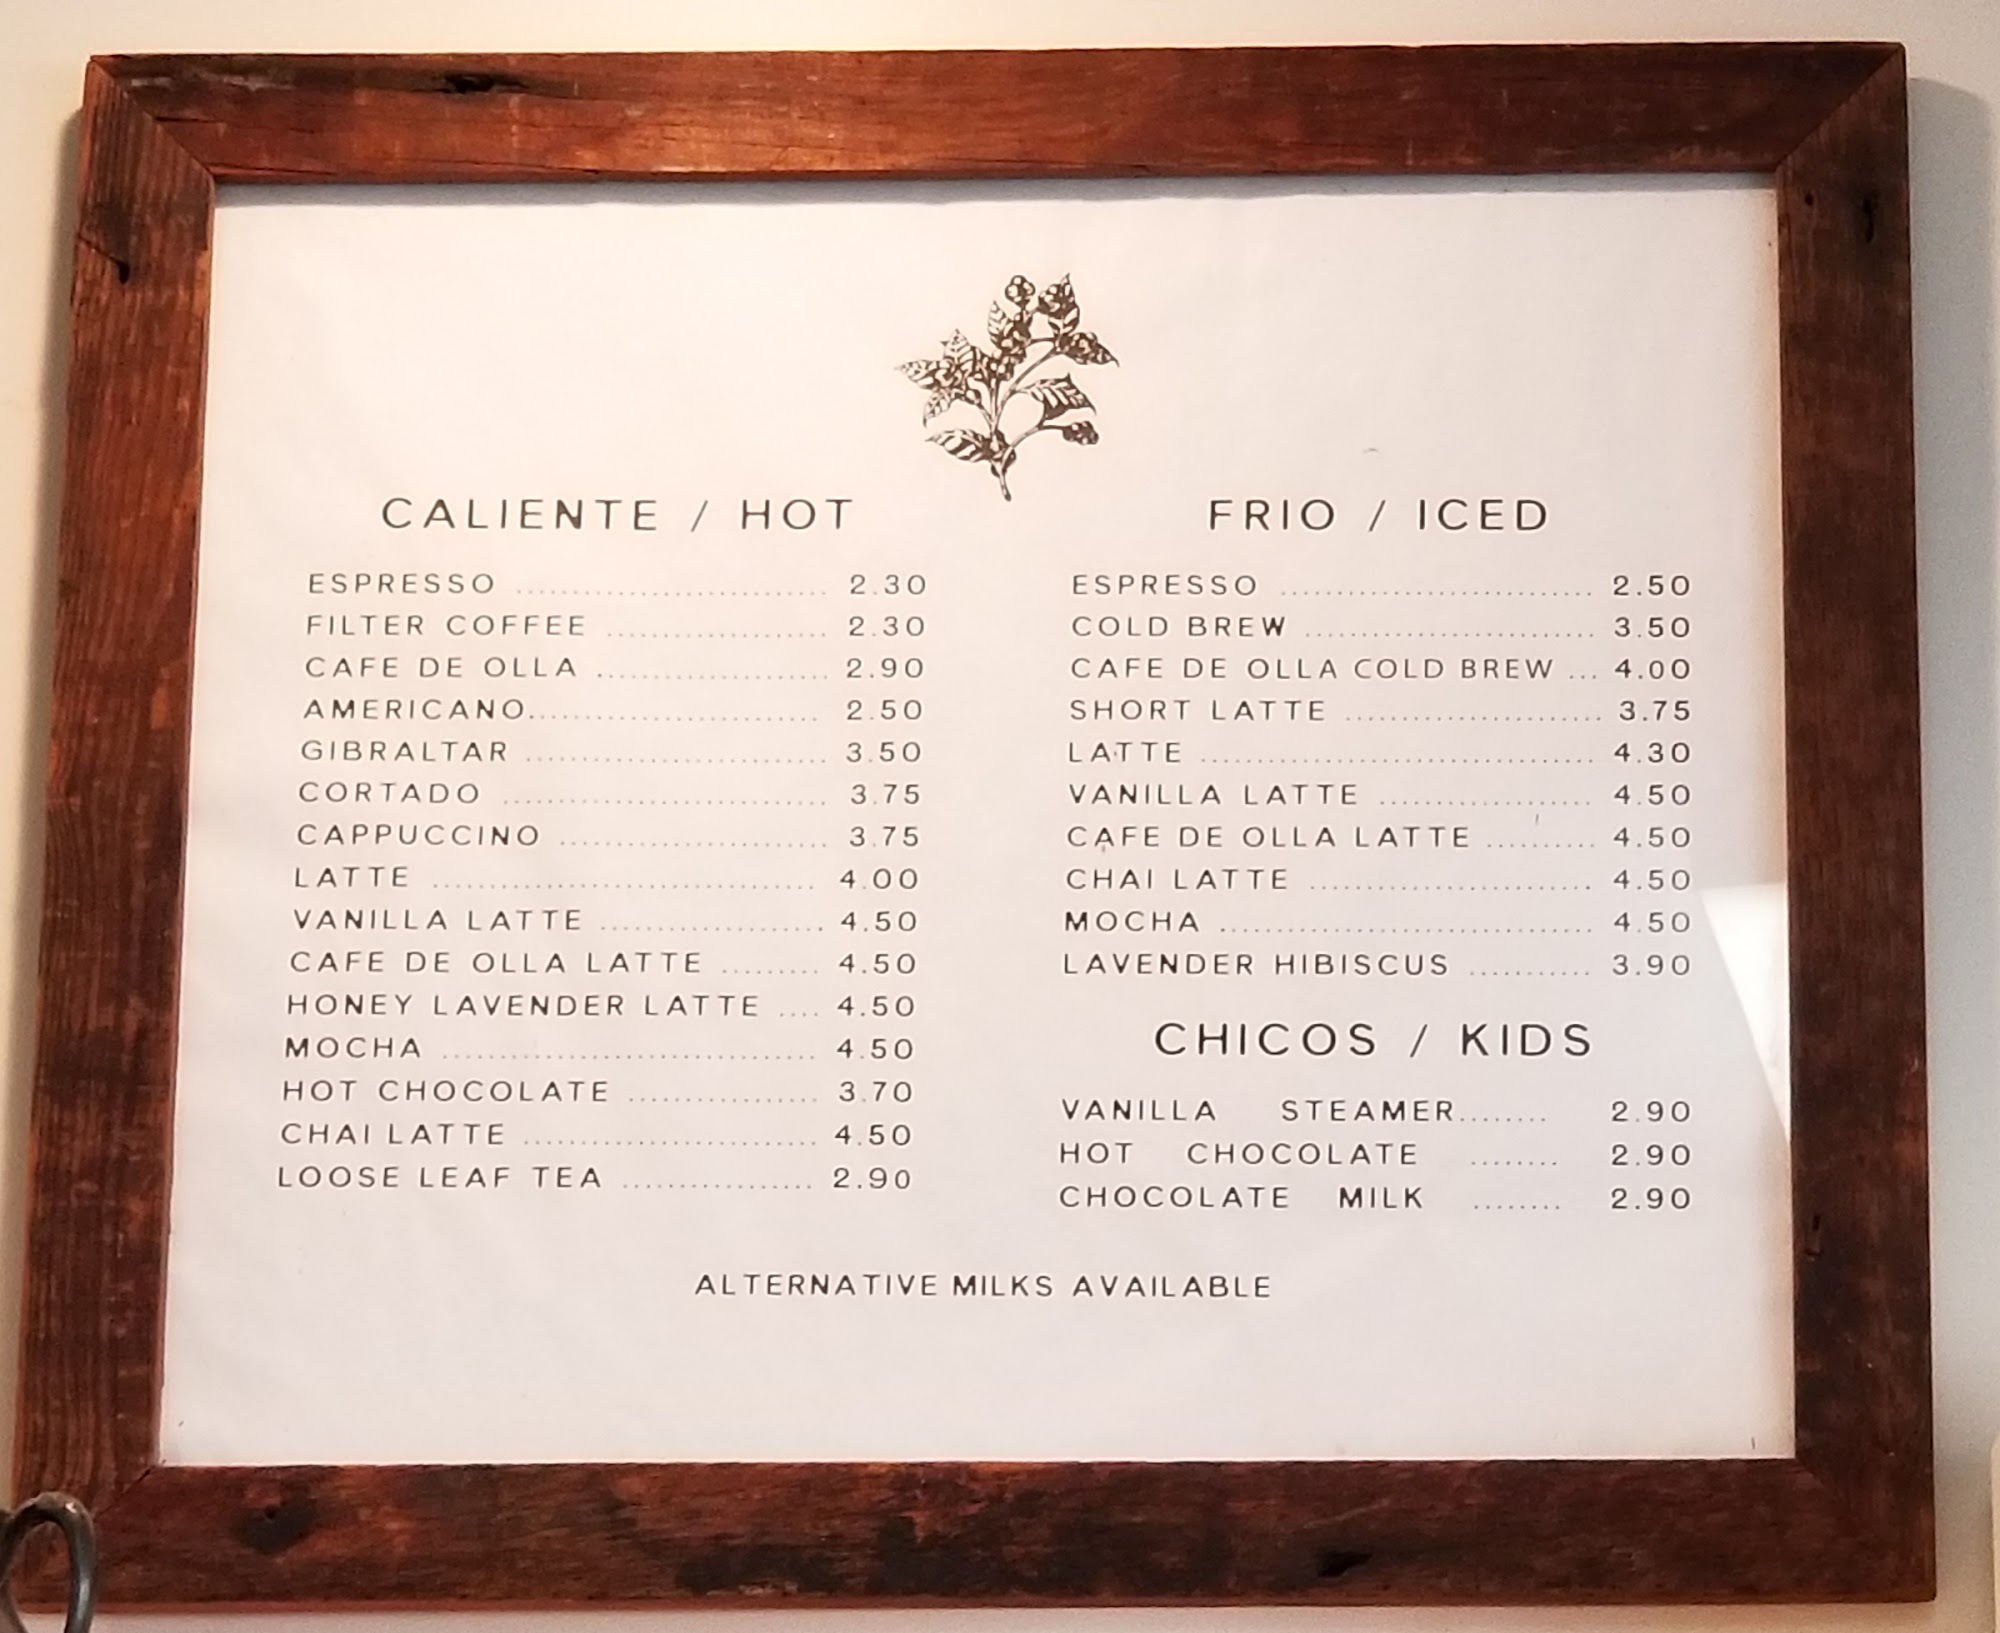 CALIENTE / HOT
ESPRESSO ........................... 2.30
FILTER COFFEE ................... 2.30
CAFE DE OLLA .................... 2.90
AMERICANO......................... 2.50
GIBRALTAR .......................... 3.50
CORTADO ............................ 3.75
CAPPUCCINO ....................... 3.75
LATTE ................................. 4.00
VANILLA LATTE ................... 4.50
CAFE DE OLLA LATTE ......... 4.50
HONEY LAVENDER LATTE .... 4.50
MOCHA ................................ 4.50
HOT CHOCOLATE ................. 3.70
CHAI LATTE ......................... 4.50
LOOSE LEAF TEA ................. 2.90
FRIO / ICED
ESPRESSO ........................... 2.50
COLD BREW ......................... 3.50
CAFE DE OLLA COLD BREW ... 4.00
SHORT LATTE ...................... 3.75
LATTE .................................. 4.30
VANILLA LATTE ................... 4.50
CAFE DE OLLA LATTE .......... 4.50
CHAI LATTE ......................... 4.50
MOCHA ................................ 4.50
LAVENDER HIBISCUS ........... 3.90
CHICOS / KIDS
VANILLA STEAMER........ 2.90
HOT CHOCOLATE ........ 2.90
CHOCOLATE MILK ........ 2.90
ALTERNATIVE MILKS AVAILABLE